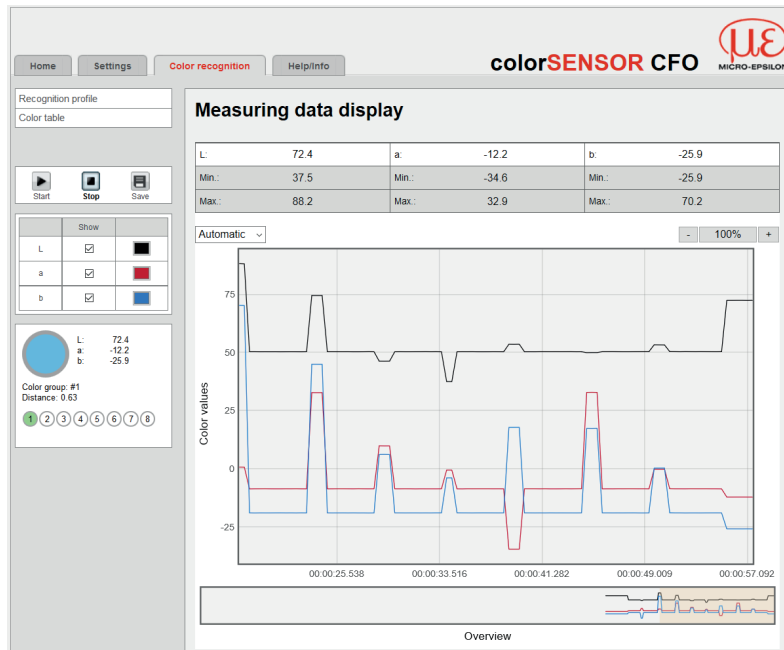 Home
Settings
Color recognition
Help/Info
colorSENSOR CFO
με
MICRO-EPSILON
Recognition profile
Color table
Start
Stop
Save
Show
L
a
b
L: 72.4
a: -12.2
b: -25.9
Color group: #1
Distance: 0.63
1 2 3 4 5 6 7 8
Measuring data display
L: 72.4 a: -12.2 b: -25.9
Min.: 37.5 Min.: -34.6 Min.: -25.9
Max.: 88.2 Max.: 32.9 Max.: 70.2
Automatic
- 100% +
Color values
75
50
25
0
-25
00:00:25.538 00:00:33.516 00:00:41.282 00:00:49.009 00:00:57.092
Overview